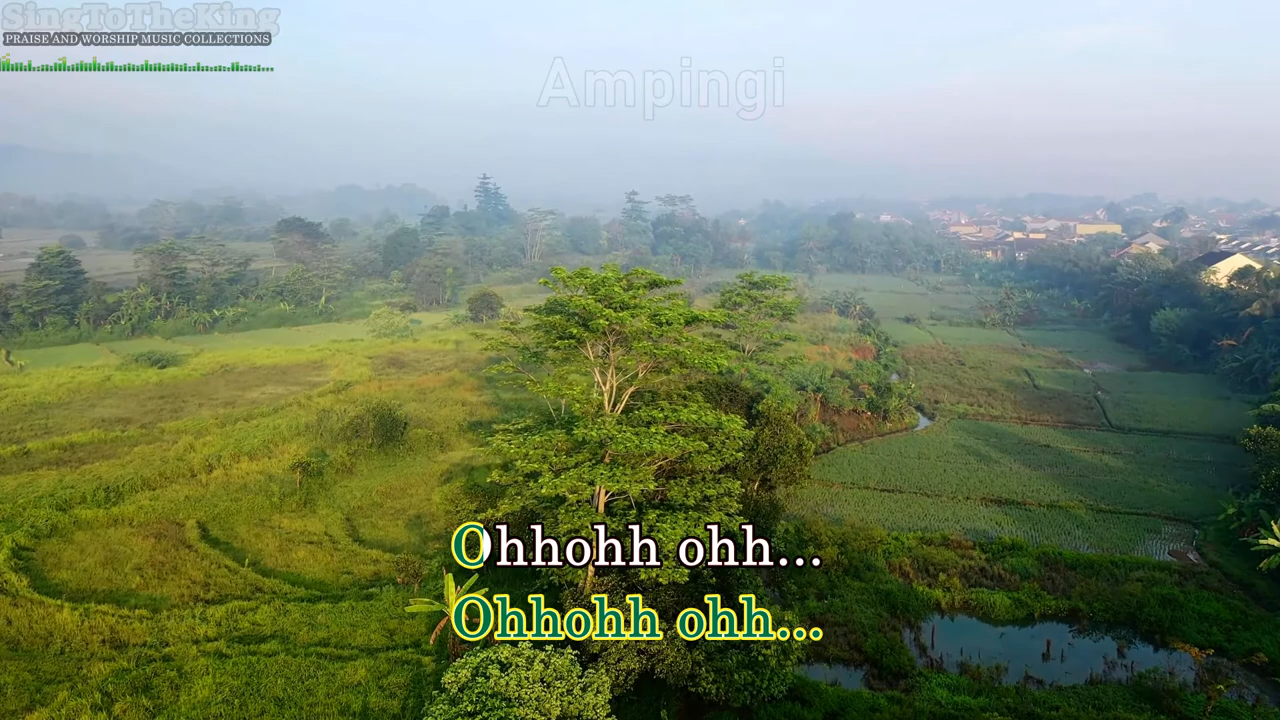 SingToTheKing
PRAISE AND WORSHIP MUSIC COLLECTIONS
Ampingi
Ohhohh ohh...
Ohhohh ohh...